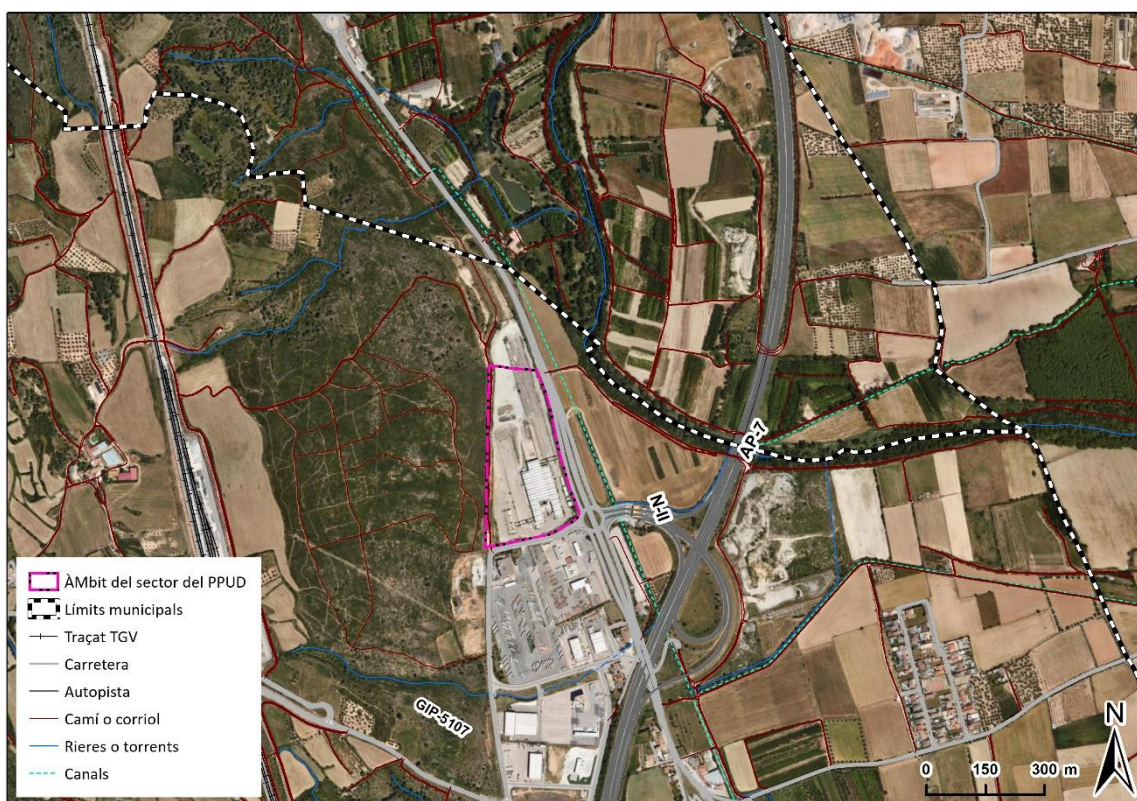 AP-7
N-II
GIP-5107
ÀMbit del sector del PPUD
Límits municipals
Traçat TGV
Carretera
Autopista
Camí o corriol
Rieres o torrents
Canals
N
0 150 300 m